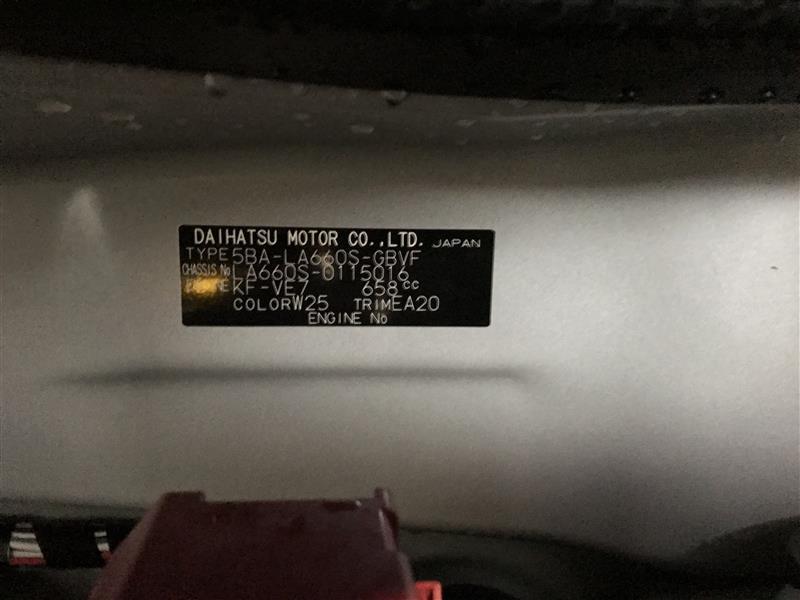 DAIHATSU MOTOR CO.,LTD. JAPAN
TYPE 5BA-LA660S-GBVF
CHASSIS No LA660S-0115016
KF-VE7 658cc
COLOR W25 TRIM EA20
ENGINE No